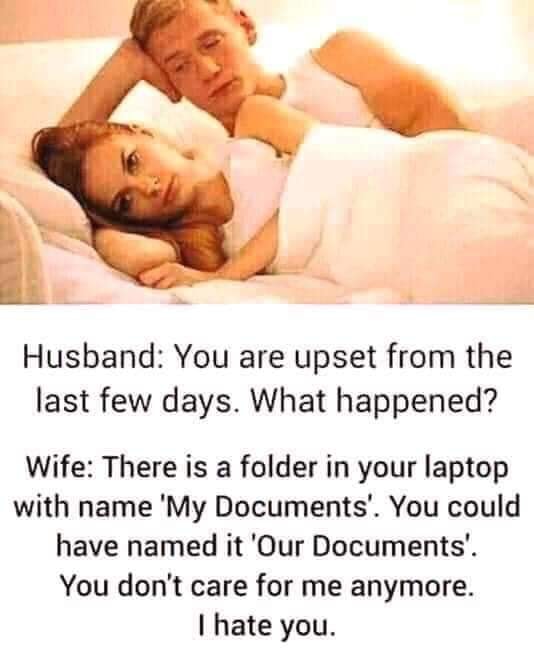 Husband: You are upset from the
last few days. What happened?
Wife: There is a folder in your laptop
with name 'My Documents'. You could
have named it 'Our Documents'.
You don't care for me anymore.
I hate you.